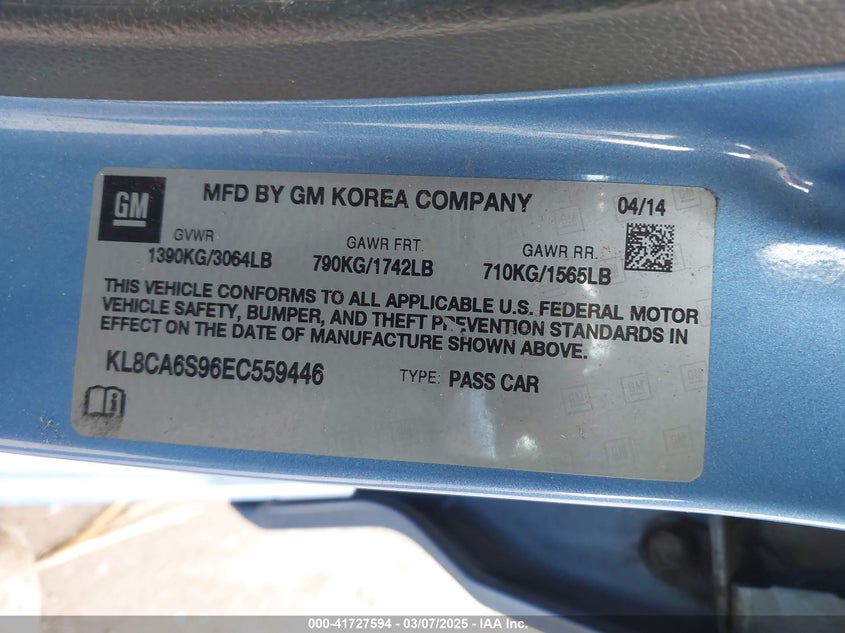 GM MFD BY GM KOREA COMPANY 04/14
GVWR GAWR FRT. GAWR RR.
1390KG/3064LB 790KG/1742LB 710KG/1565LB
THIS VEHICLE CONFORMS TO ALL APPLICABLE U.S. FEDERAL MOTOR
VEHICLE SAFETY, BUMPER, AND THEFT PREVENTION STANDARDS IN
EFFECT ON THE DATE OF MANUFACTURE SHOWN ABOVE.
KL8CA6S96EC559446 TYPE: PASS CAR
000-41727594 - 03/07/2025 - IAA Inc.